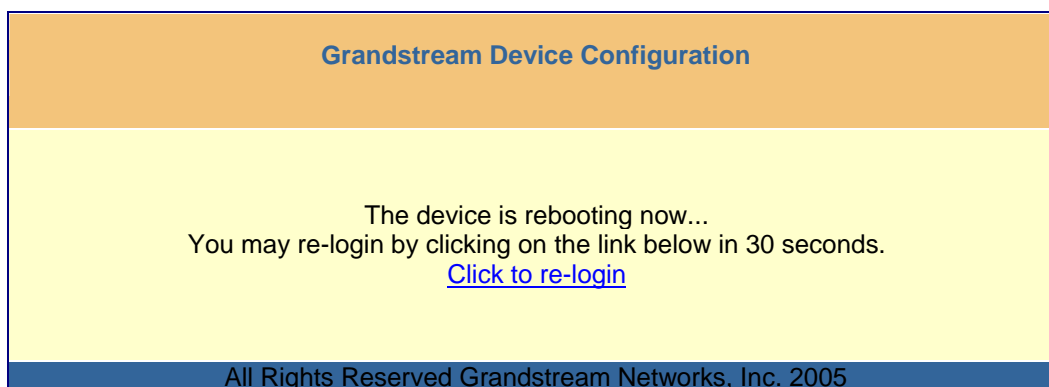 Grandstream Device Configuration
The device is rebooting now...
You may re-login by clicking on the link below in 30 seconds.
Click to re-login
All Rights Reserved Grandstream Networks, Inc. 2005